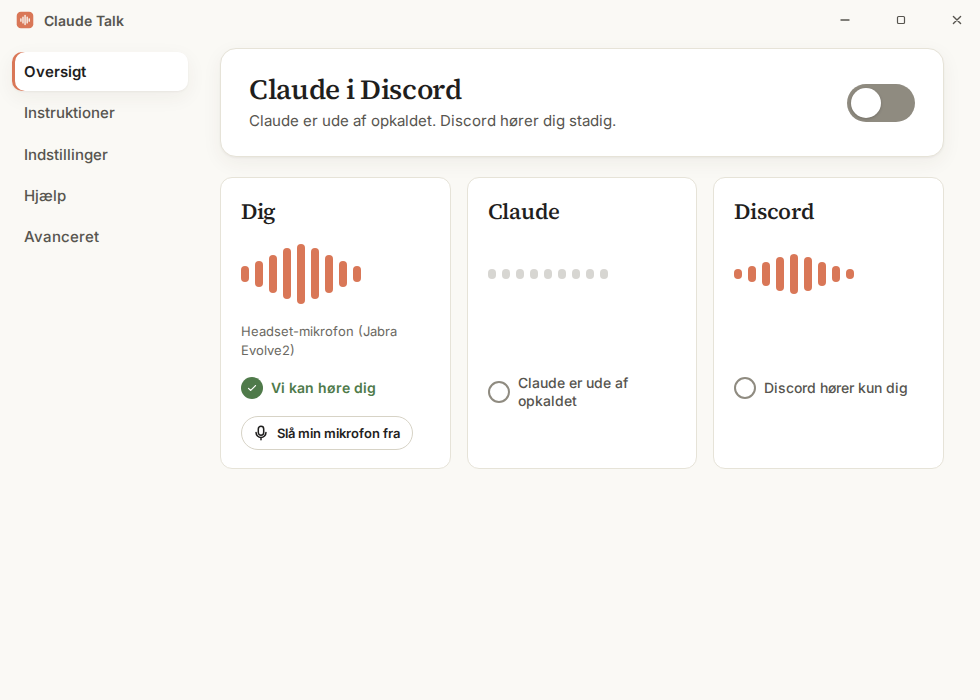 Claude Talk
Oversigt
Instruktioner
Indstillinger
Hjælp
Avanceret
Claude i Discord
Claude er ude af opkaldet. Discord hører dig stadig.
Dig
Headset-mikrofon (Jabra
Evolve2)
Vi kan høre dig
Slå min mikrofon fra
Claude
Claude er ude af
opkaldet
Discord
Discord hører kun dig